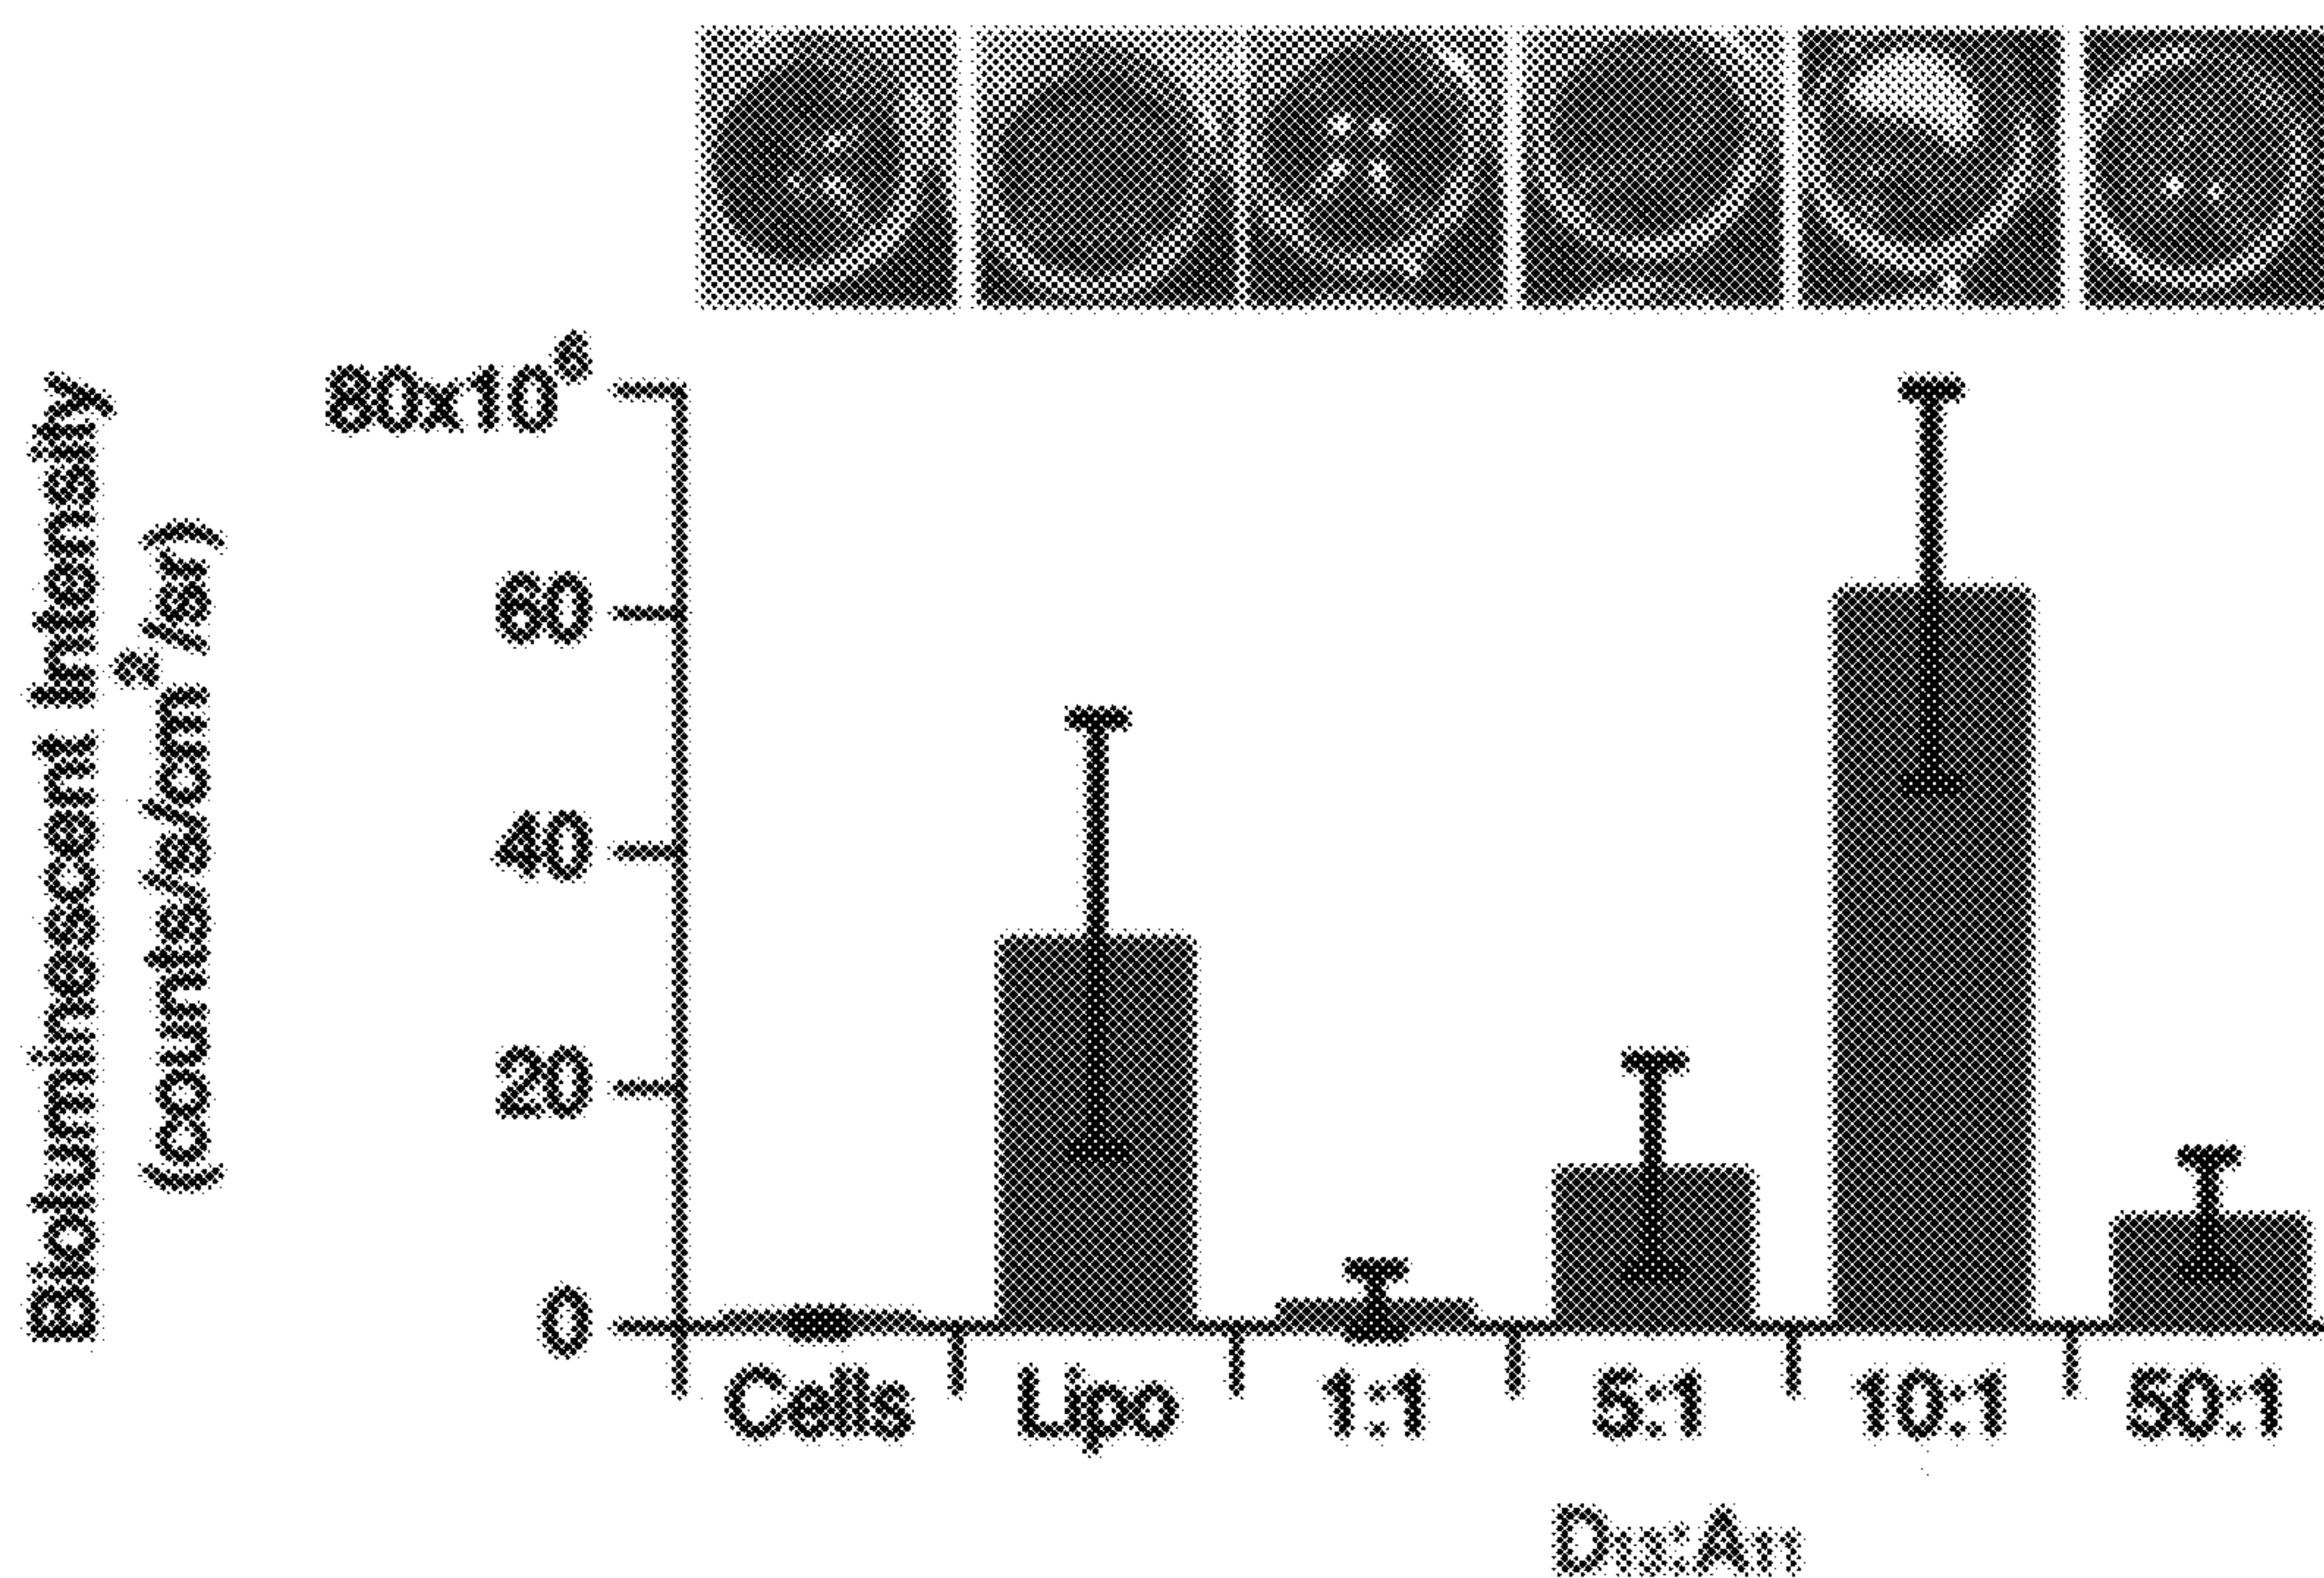 Bioluminescent Intensity
(counts/s/cm²/sr)
80x10⁶
60
40
20
0
Cells Lipo 1:1 5:1 10:1 50:1